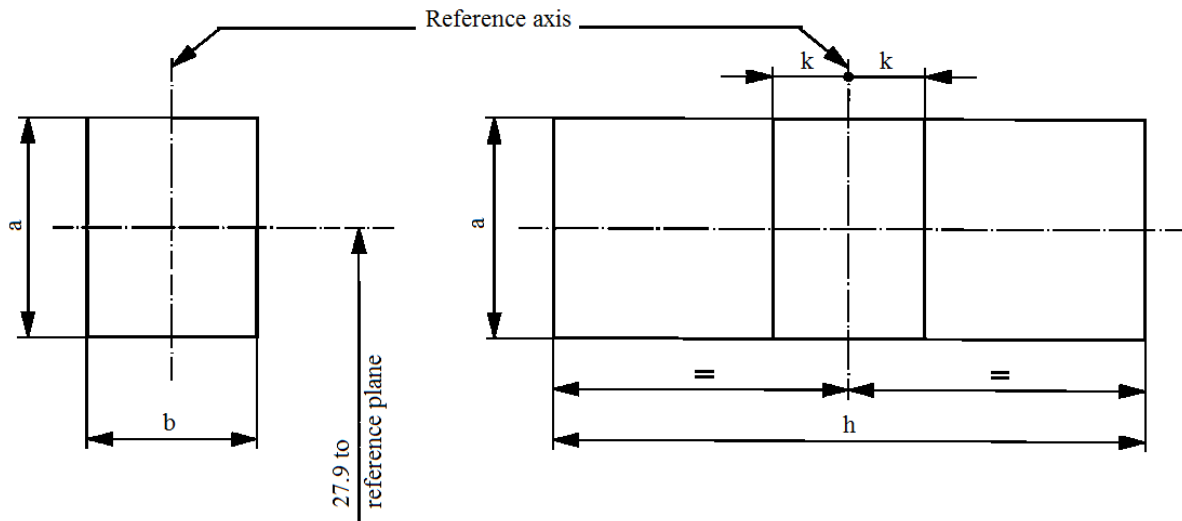 Reference axis
k
k
a
a
=
=
b
h
27.9 to
reference plane